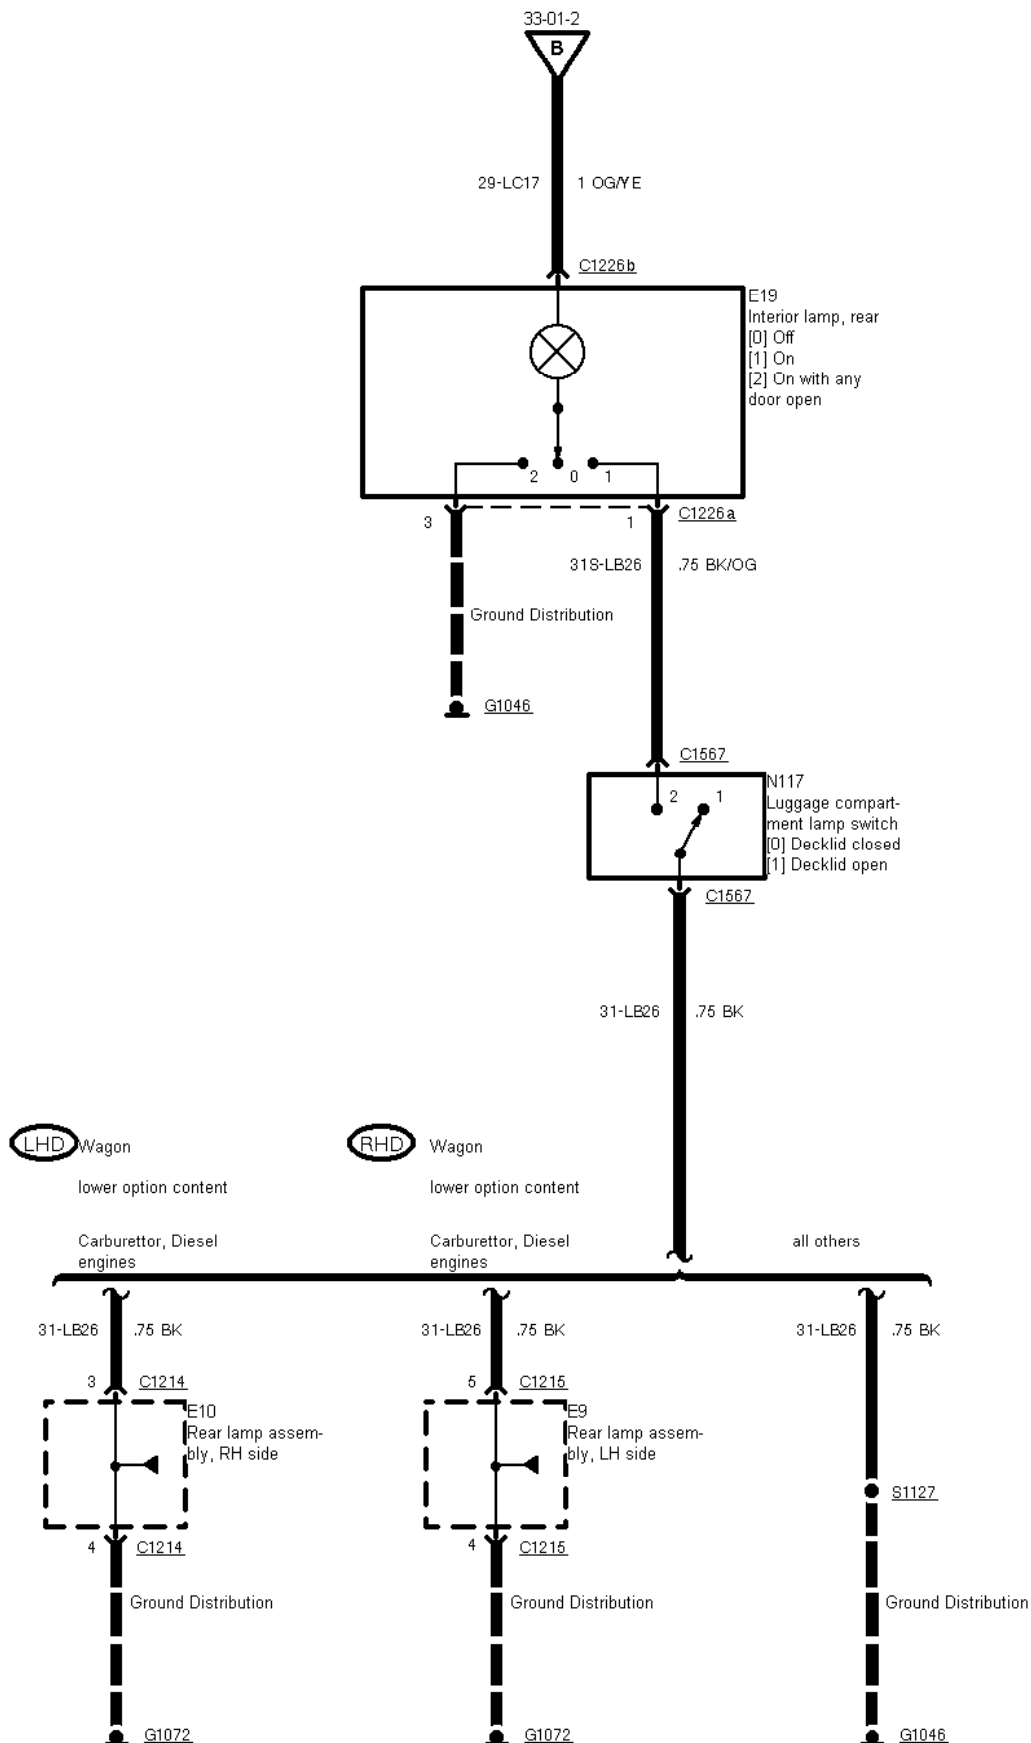 33-01-2
B
29-LC17 1 OG/YE
C1226b
E19
Interior lamp, rear
[0] Off
[1] On
[2] On with any
door open
2 0 1
3 1 C1226a
31S-LB26 .75 BK/OG
Ground Distribution
G1046
C1567
N117
2 1
Luggage compart-
ment lamp switch
[0] Decklid closed
[1] Decklid open
C1567
31-LB26 .75 BK
LHD Wagon
lower option content
Carburettor, Diesel
engines
RHD Wagon
lower option content
Carburettor, Diesel
engines
all others
31-LB26 .75 BK
31-LB26 .75 BK
31-LB26 .75 BK
3 C1214
E10
Rear lamp assem-
bly, RH side
4 C1214
Ground Distribution
G1072
5 C1215
E9
Rear lamp assem-
bly, LH side
4 C1215
Ground Distribution
G1072
S1127
Ground Distribution
G1046